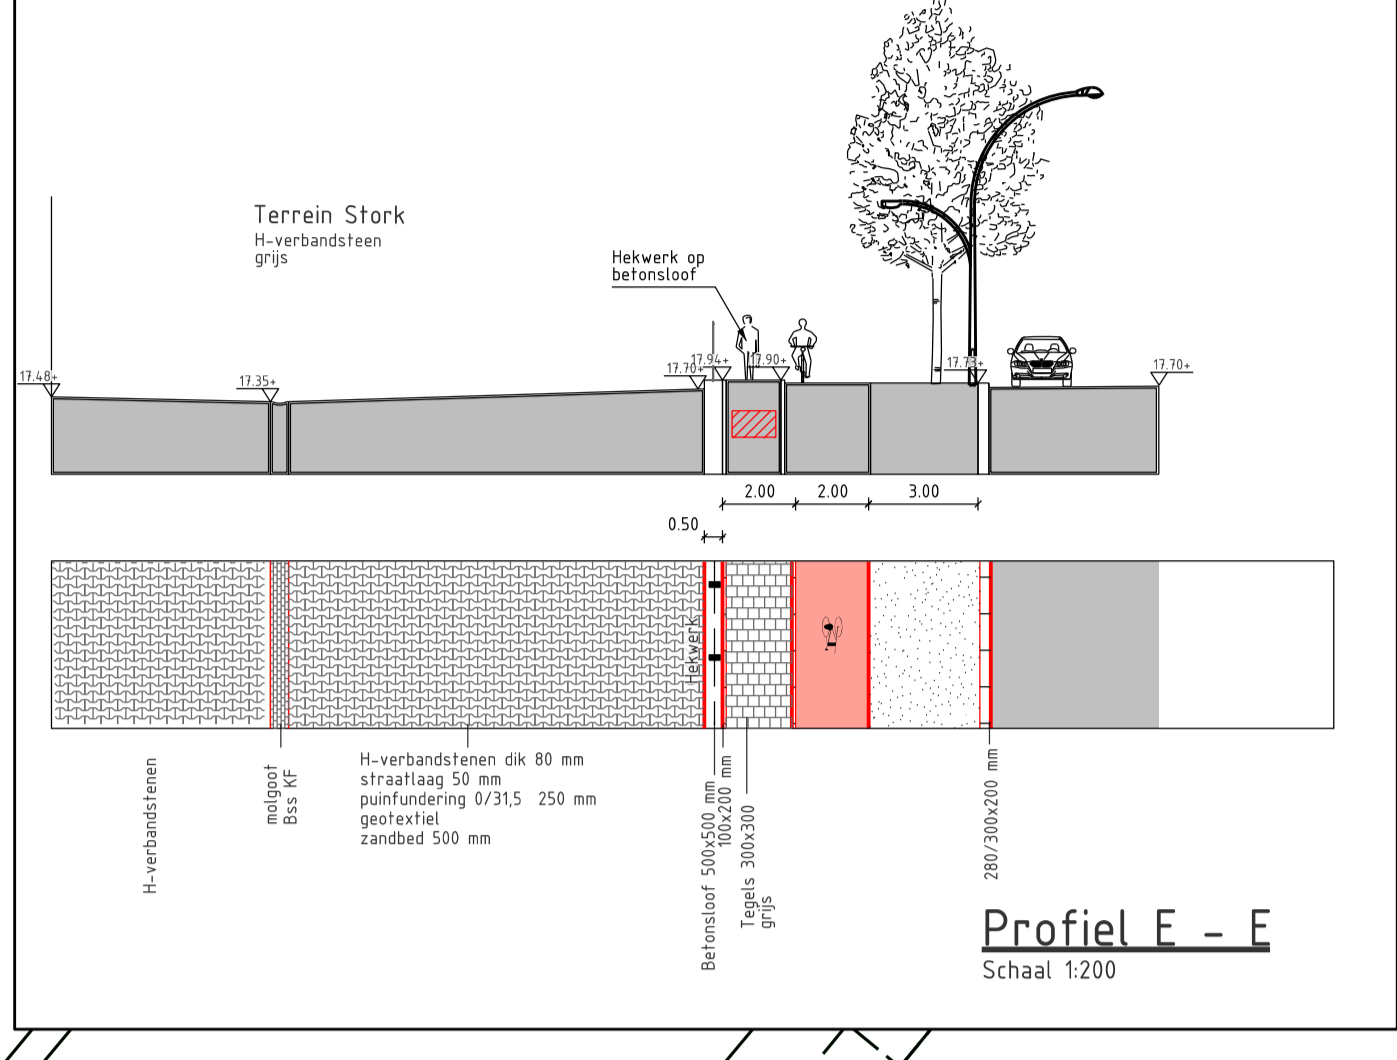 Terrein Stork
H-verbandsteen
grijs
Hekwerk op
betonsloof
17.48+
17.35+
17.70+
17.94+
17.90+
17.73+
17.70+
2.00
2.00
3.00
0.50
Hekwerk
H-verbandstenen
molgoot
Bss KF
H-verbandstenen dik 80 mm
straatlaag 50 mm
puinfundering 0/31,5 250 mm
geotextiel
zandbed 500 mm
Betonsloof 500x500 mm
100x200 mm
Tegels 300x300
grijs
280/300x200 mm
Profiel E - E
Schaal 1:200